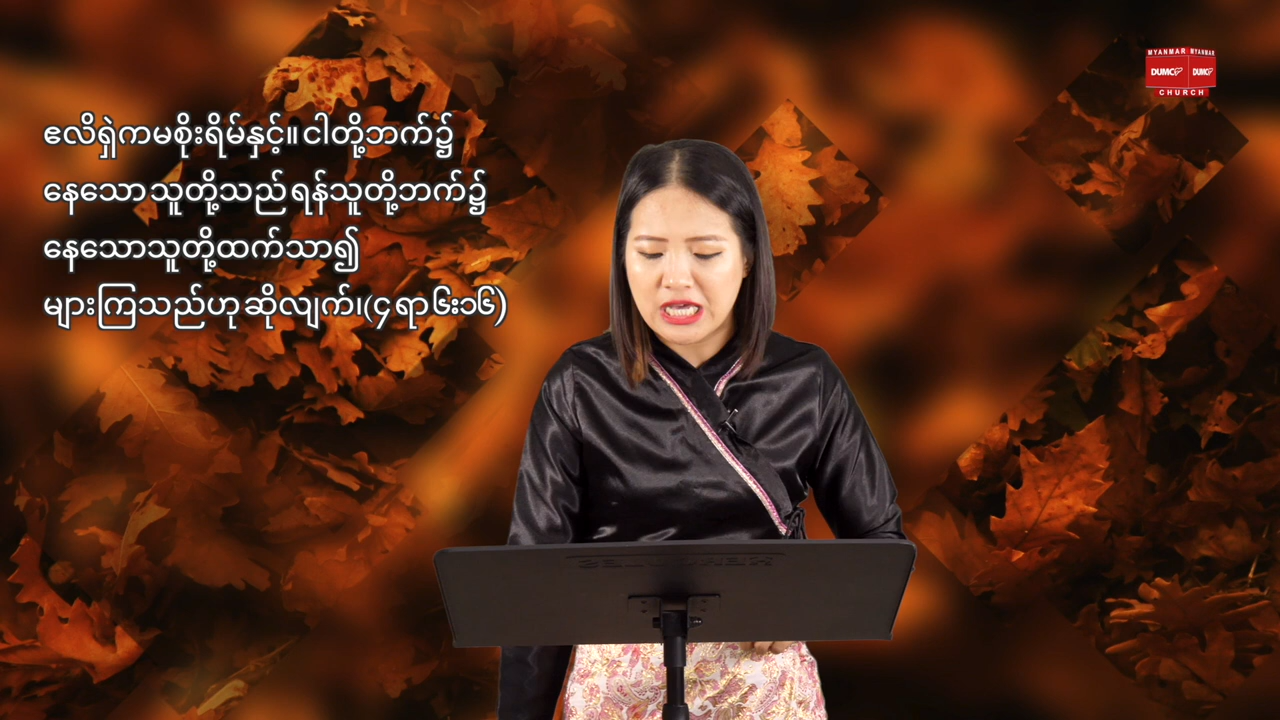 ဧလိရှဲကမစိုးရိမ်နှင့်။ ငါတို့ဘက်၌
နေသောသူတို့သည် ရန်သူတို့ဘက်၌
နေသောသူတို့ထက်သာ၍
များကြသည်ဟု ဆိုလျက်၊(၄ရာ၆း၁၆)
MYANMAR MYANMAR
DUMC DUMC
CHURCH